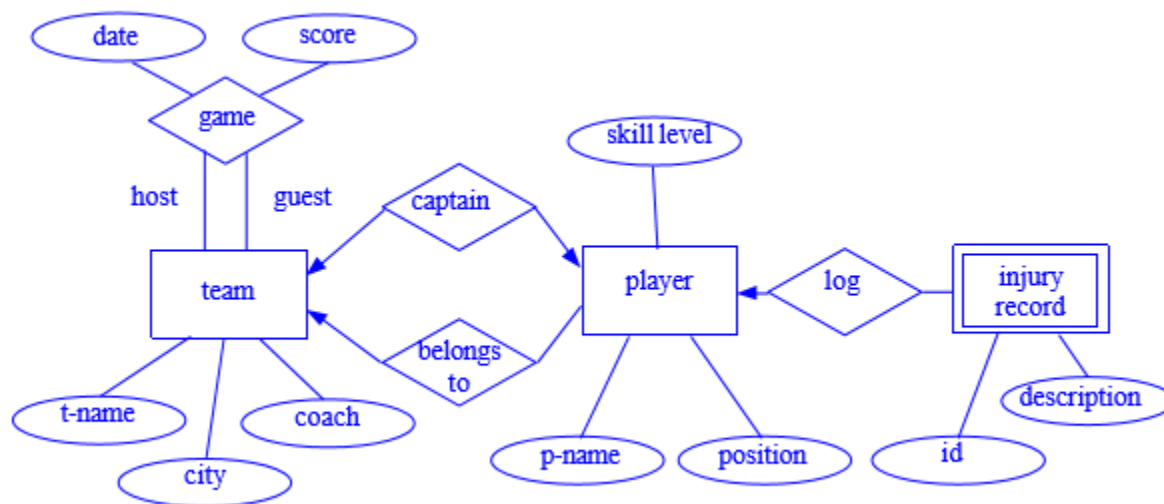 date
score
game
host
guest
skill level
captain
team
player
log
injury
record
belongs
to
t-name
coach
city
p-name
position
id
description